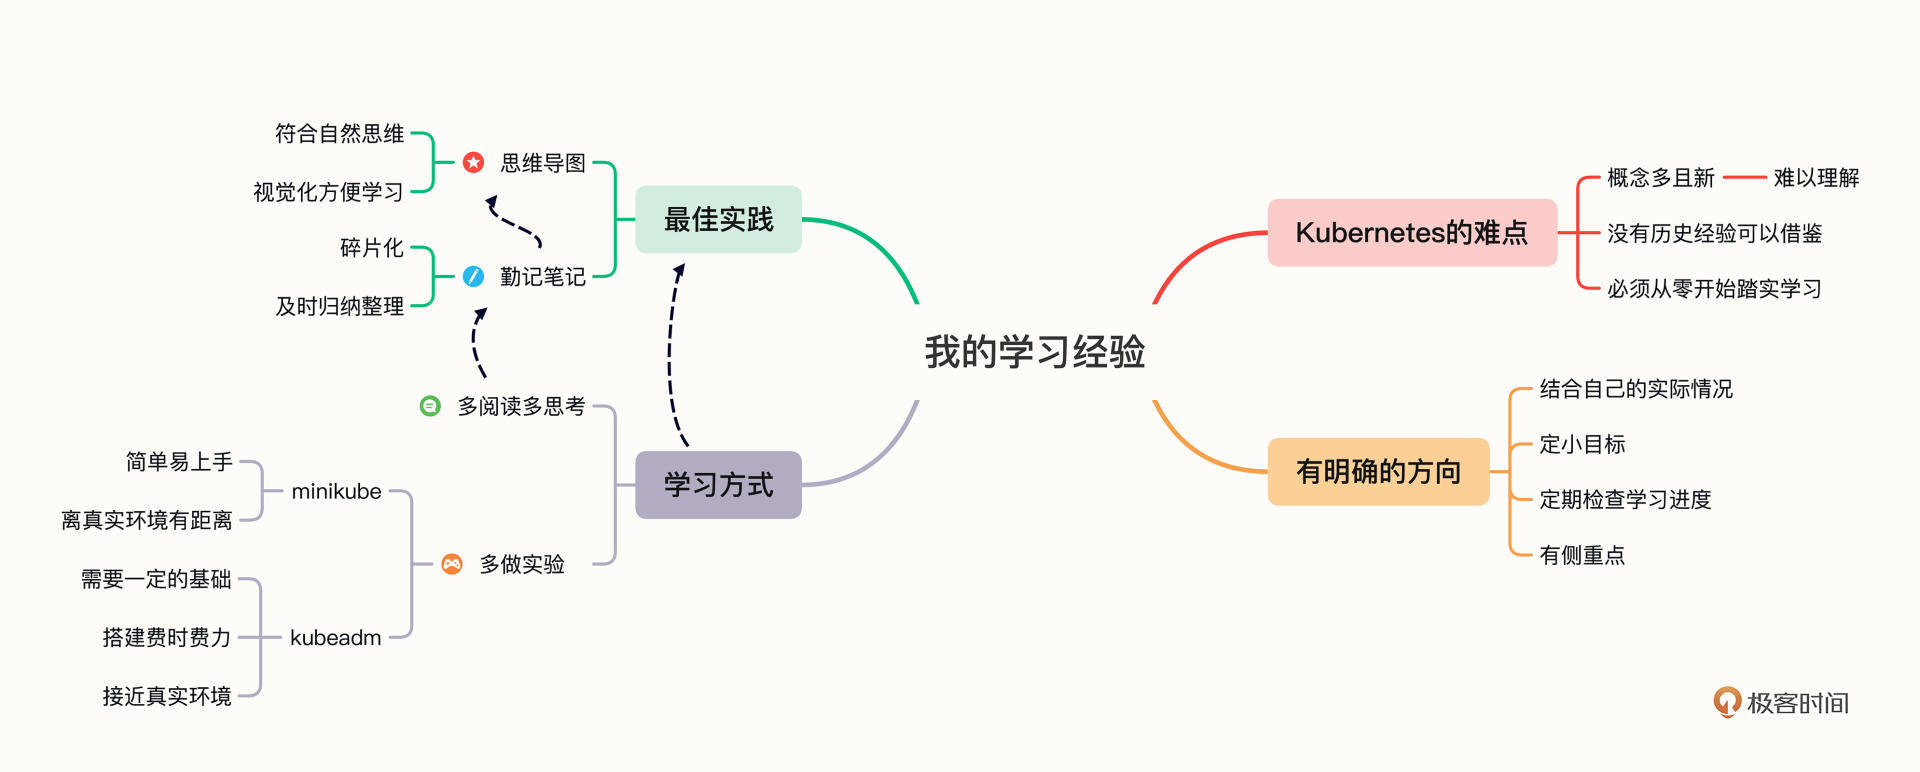 我的学习经验
Kubernetes的难点
概念多且新
难以理解
没有历史经验可以借鉴
必须从零开始踏实学习
有明确的方向
结合自己的实际情况
定小目标
定期检查学习进度
有侧重点
最佳实践
思维导图
符合自然思维
视觉化方便学习
勤记笔记
碎片化
及时归纳整理
学习方式
多阅读多思考
多做实验
minikube
简单易上手
离真实环境有距离
kubeadm
需要一定的基础
搭建费时费力
接近真实环境
极客时间